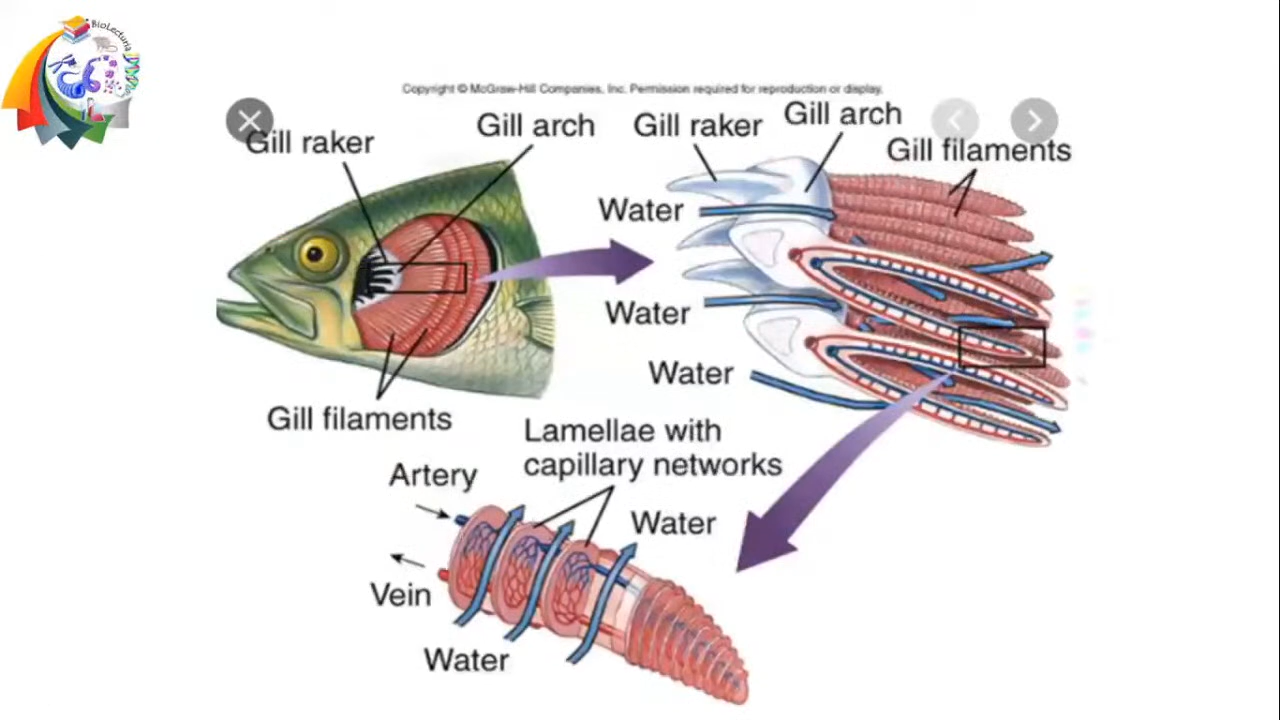 BioLecturia
Copyright © McGraw-Hill Companies, Inc. Permission required for reproduction or display.
Gill raker
Gill arch
Gill raker
Gill arch
Gill filaments
Water
Water
Water
Gill filaments
Lamellae with
capillary networks
Artery
Water
Vein
Water